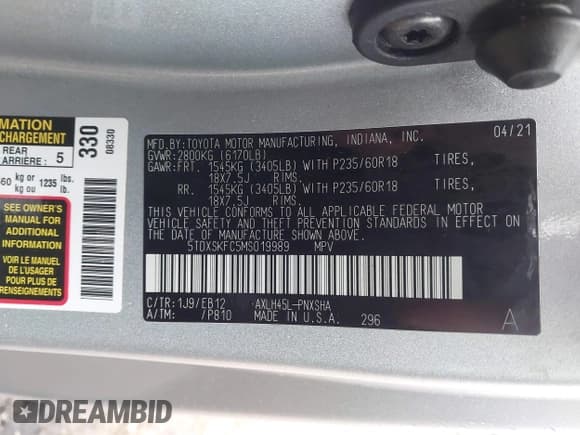 MATION
CHARGEMENT
REAR
ARRIÈRE: 5
560 kg or kg ou 1235 lbs. lb.
SEE OWNER'S
MANUAL FOR
ADDITIONAL
INFORMATION
VOIR LE MANUEL
DE L'USAGER
POUR PLUS DE
RENSEIGNEMENTS
330
08330
MFD.BY:TOYOTA MOTOR MANUFACTURING, INDIANA, INC. 04/21
GVWR:2800KG (6170LB)
GAWR:FRT. 1545KG (3405LB) WITH P235/60R18 TIRES,
18X7.5J RIMS.
RR. 1545KG (3405LB) WITH P235/60R18 TIRES,
18X7.5J RIMS.
THIS VEHICLE CONFORMS TO ALL APPLICABLE FEDERAL MOTOR
VEHICLE SAFETY AND THEFT PREVENTION STANDARDS IN EFFECT ON
THE DATE OF MANUFACTURE SHOWN ABOVE.
5TDXSKFC5MS019989 MPV
C/TR:1J9/EB12 AXLH45L-PNXSHA
A/TM: /P810 MADE IN U.S.A. 296 A
DREAMBID